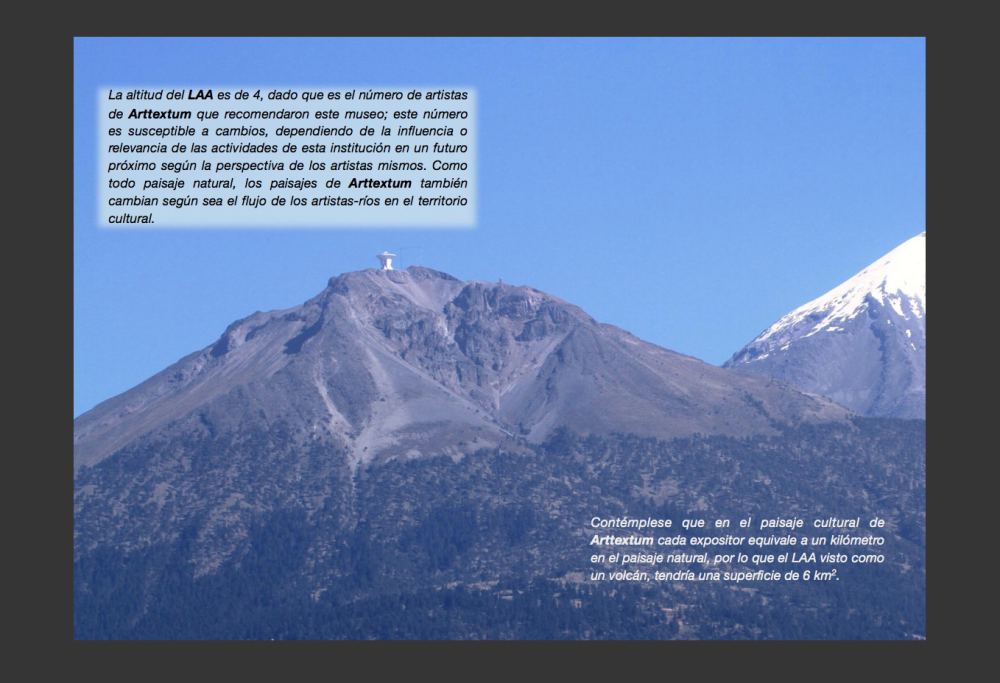 La altitud del LAA es de 4, dado que es el número de artistas
de Arttextum que recomendaron este museo; este número
es susceptible a cambios, dependiendo de la influencia o
relevancia de las actividades de esta institución en un futuro
próximo según la perspectiva de los artistas mismos. Como
todo paisaje natural, los paisajes de Arttextum también
cambian según sea el flujo de los artistas-ríos en el territorio
cultural.
Contémplese que en el paisaje cultural de
Arttextum cada expositor equivale a un kilómetro
en el paisaje natural, por lo que el LAA visto como
un volcán, tendría una superficie de 6 km².